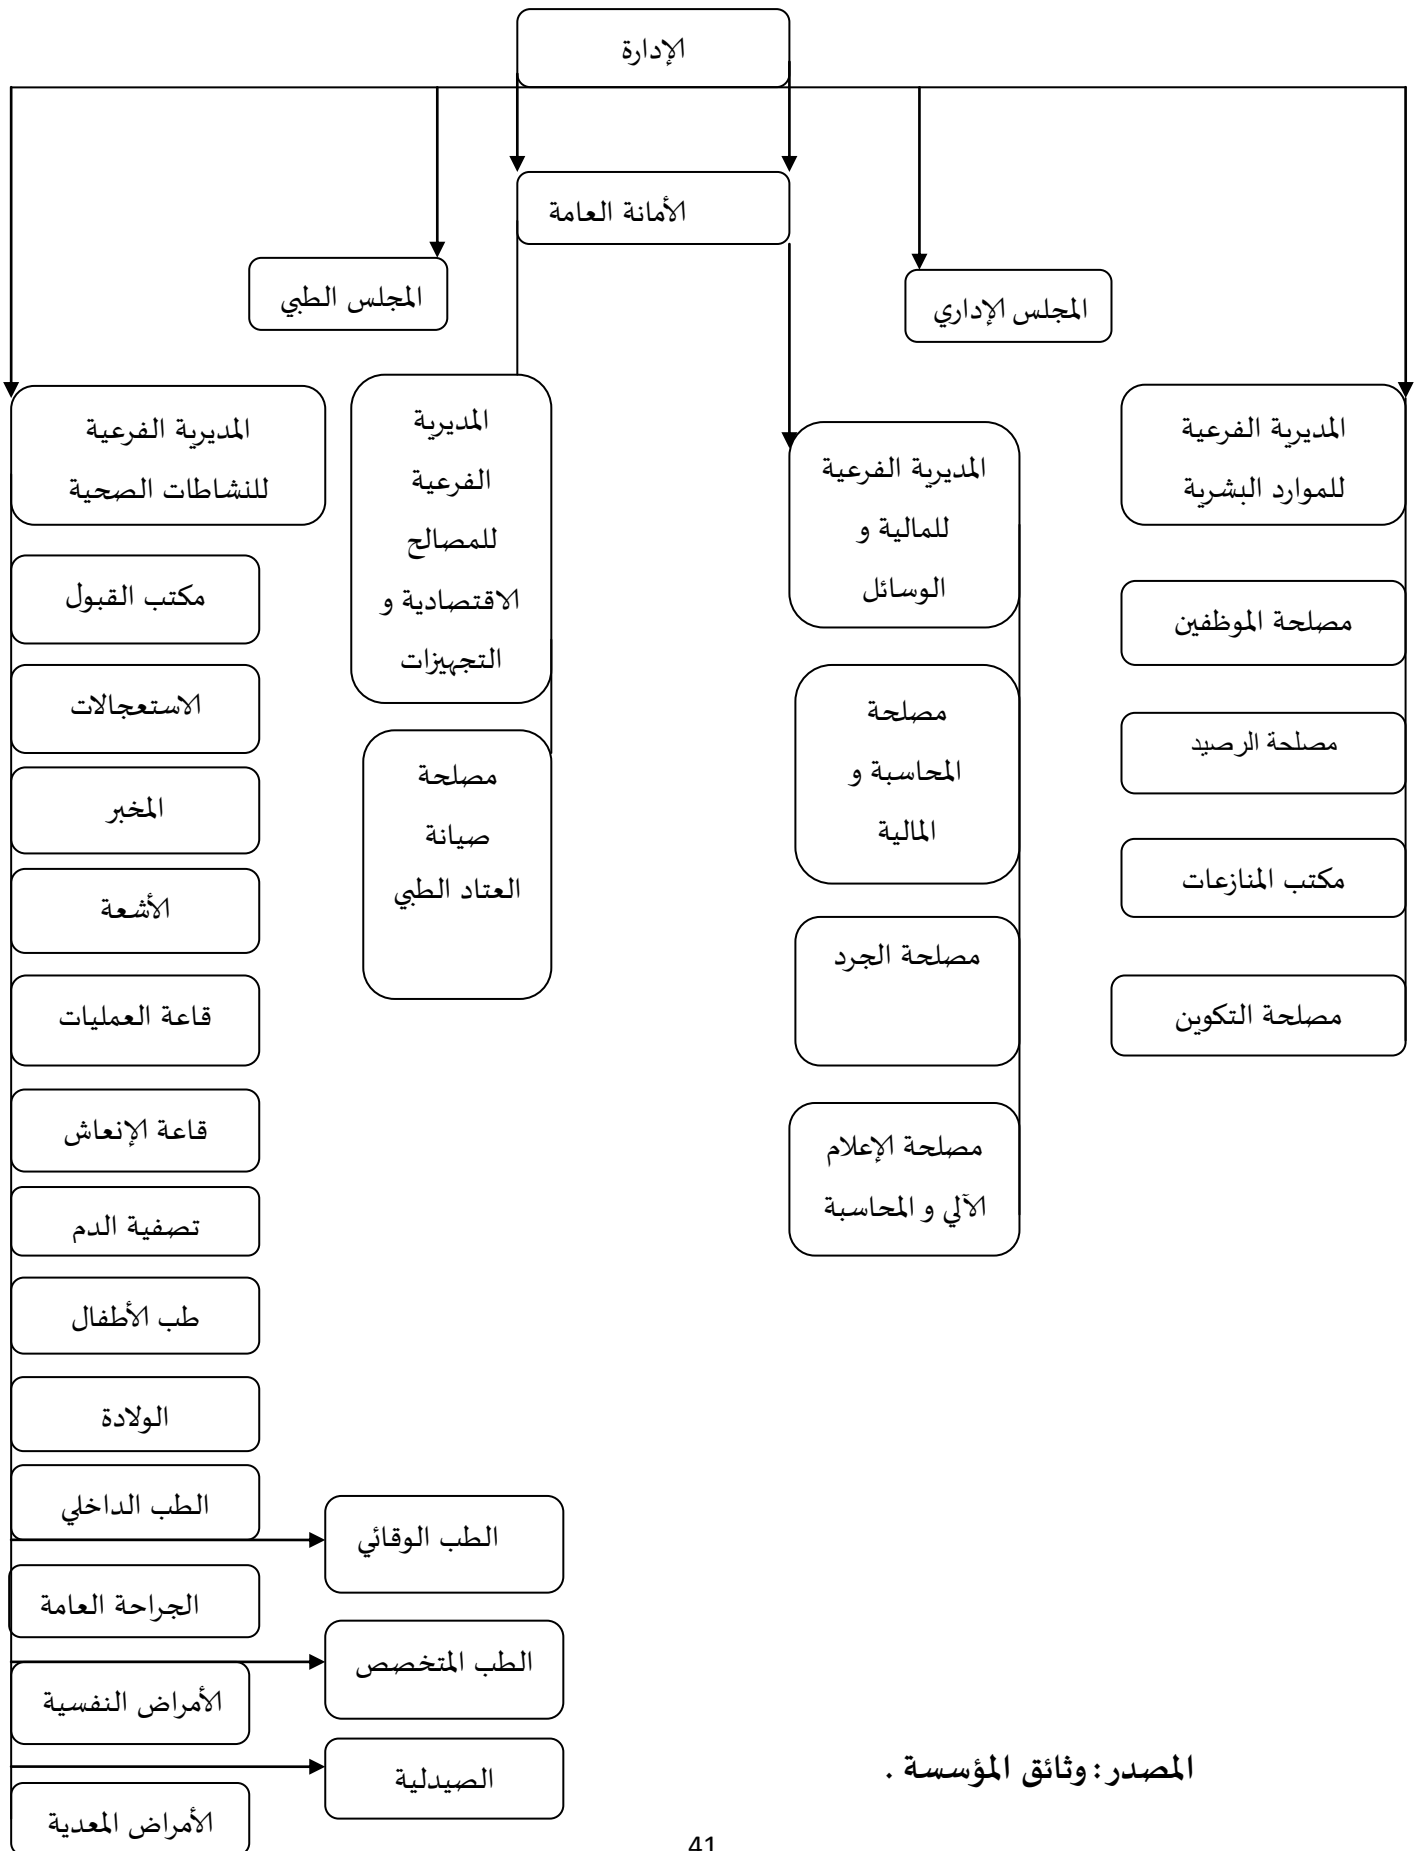 الإدارة
الأمانة العامة
المجلس الإداري
المجلس الطبي
المديرية الفرعية
للموارد البشرية
مصلحة الموظفين
مصلحة الرصيد
مكتب المنازعات
مصلحة التكوين
المديرية الفرعية
للمالية و
الوسائل
مصلحة
المحاسبة و
المالية
مصلحة الجرد
مصلحة الإعلام
الآلي و المحاسبة
المديرية
الفرعية
للمصالح
الاقتصادية و
التجهيزات
مصلحة
صيانة
العتاد الطبي
المديرية الفرعية
للنشاطات الصحية
مكتب القبول
الاستعجالات
المخبر
الأشعة
قاعة العمليات
قاعة الإنعاش
تصفية الدم
طب الأطفال
الولادة
الطب الداخلي
الطب الوقائي
الجراحة العامة
الطب المتخصص
الأمراض النفسية
الصيدلية
الأمراض المعدية
المصدر: وثائق المؤسسة .
41